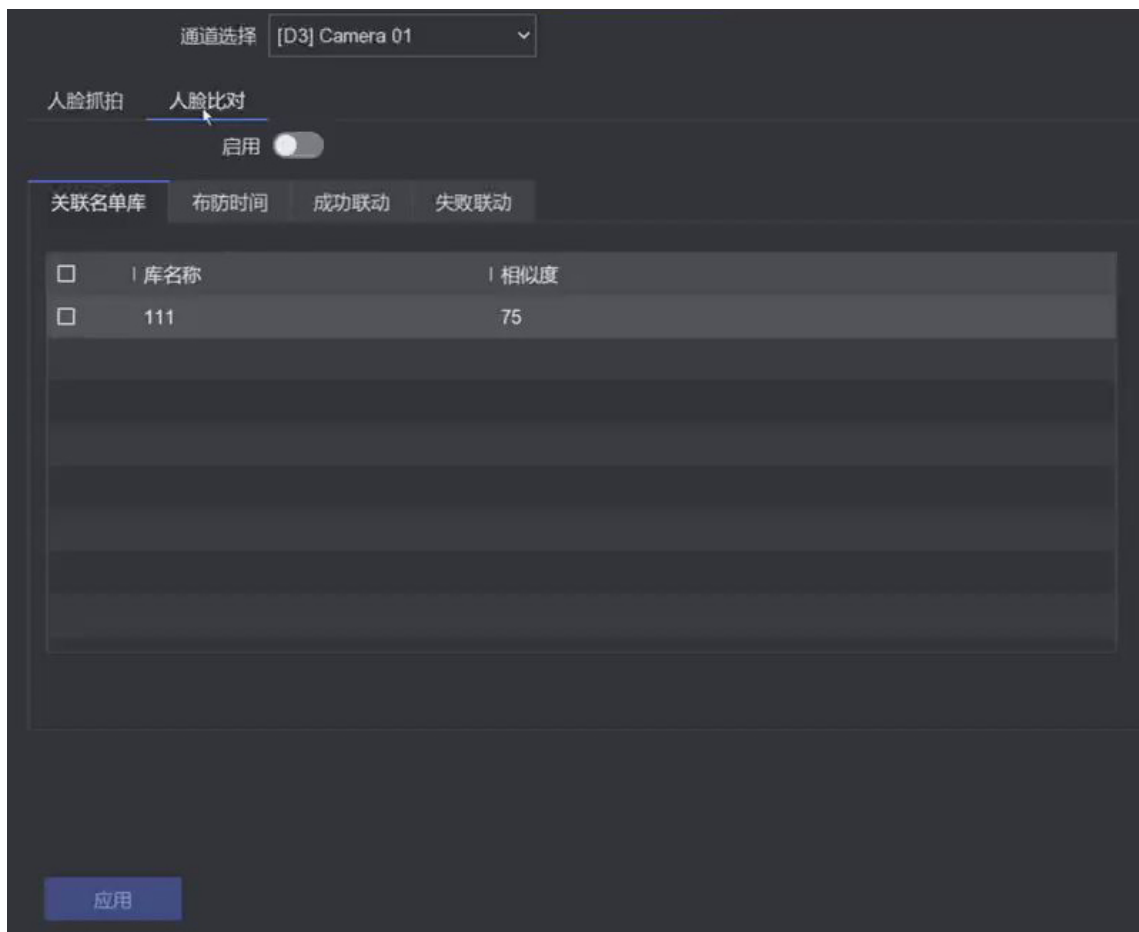 通道选择 [D3] Camera 01
人脸抓拍 人脸比对
启用
关联名单库 布防时间 成功联动 失败联动
库名称 相似度
111 75
应用